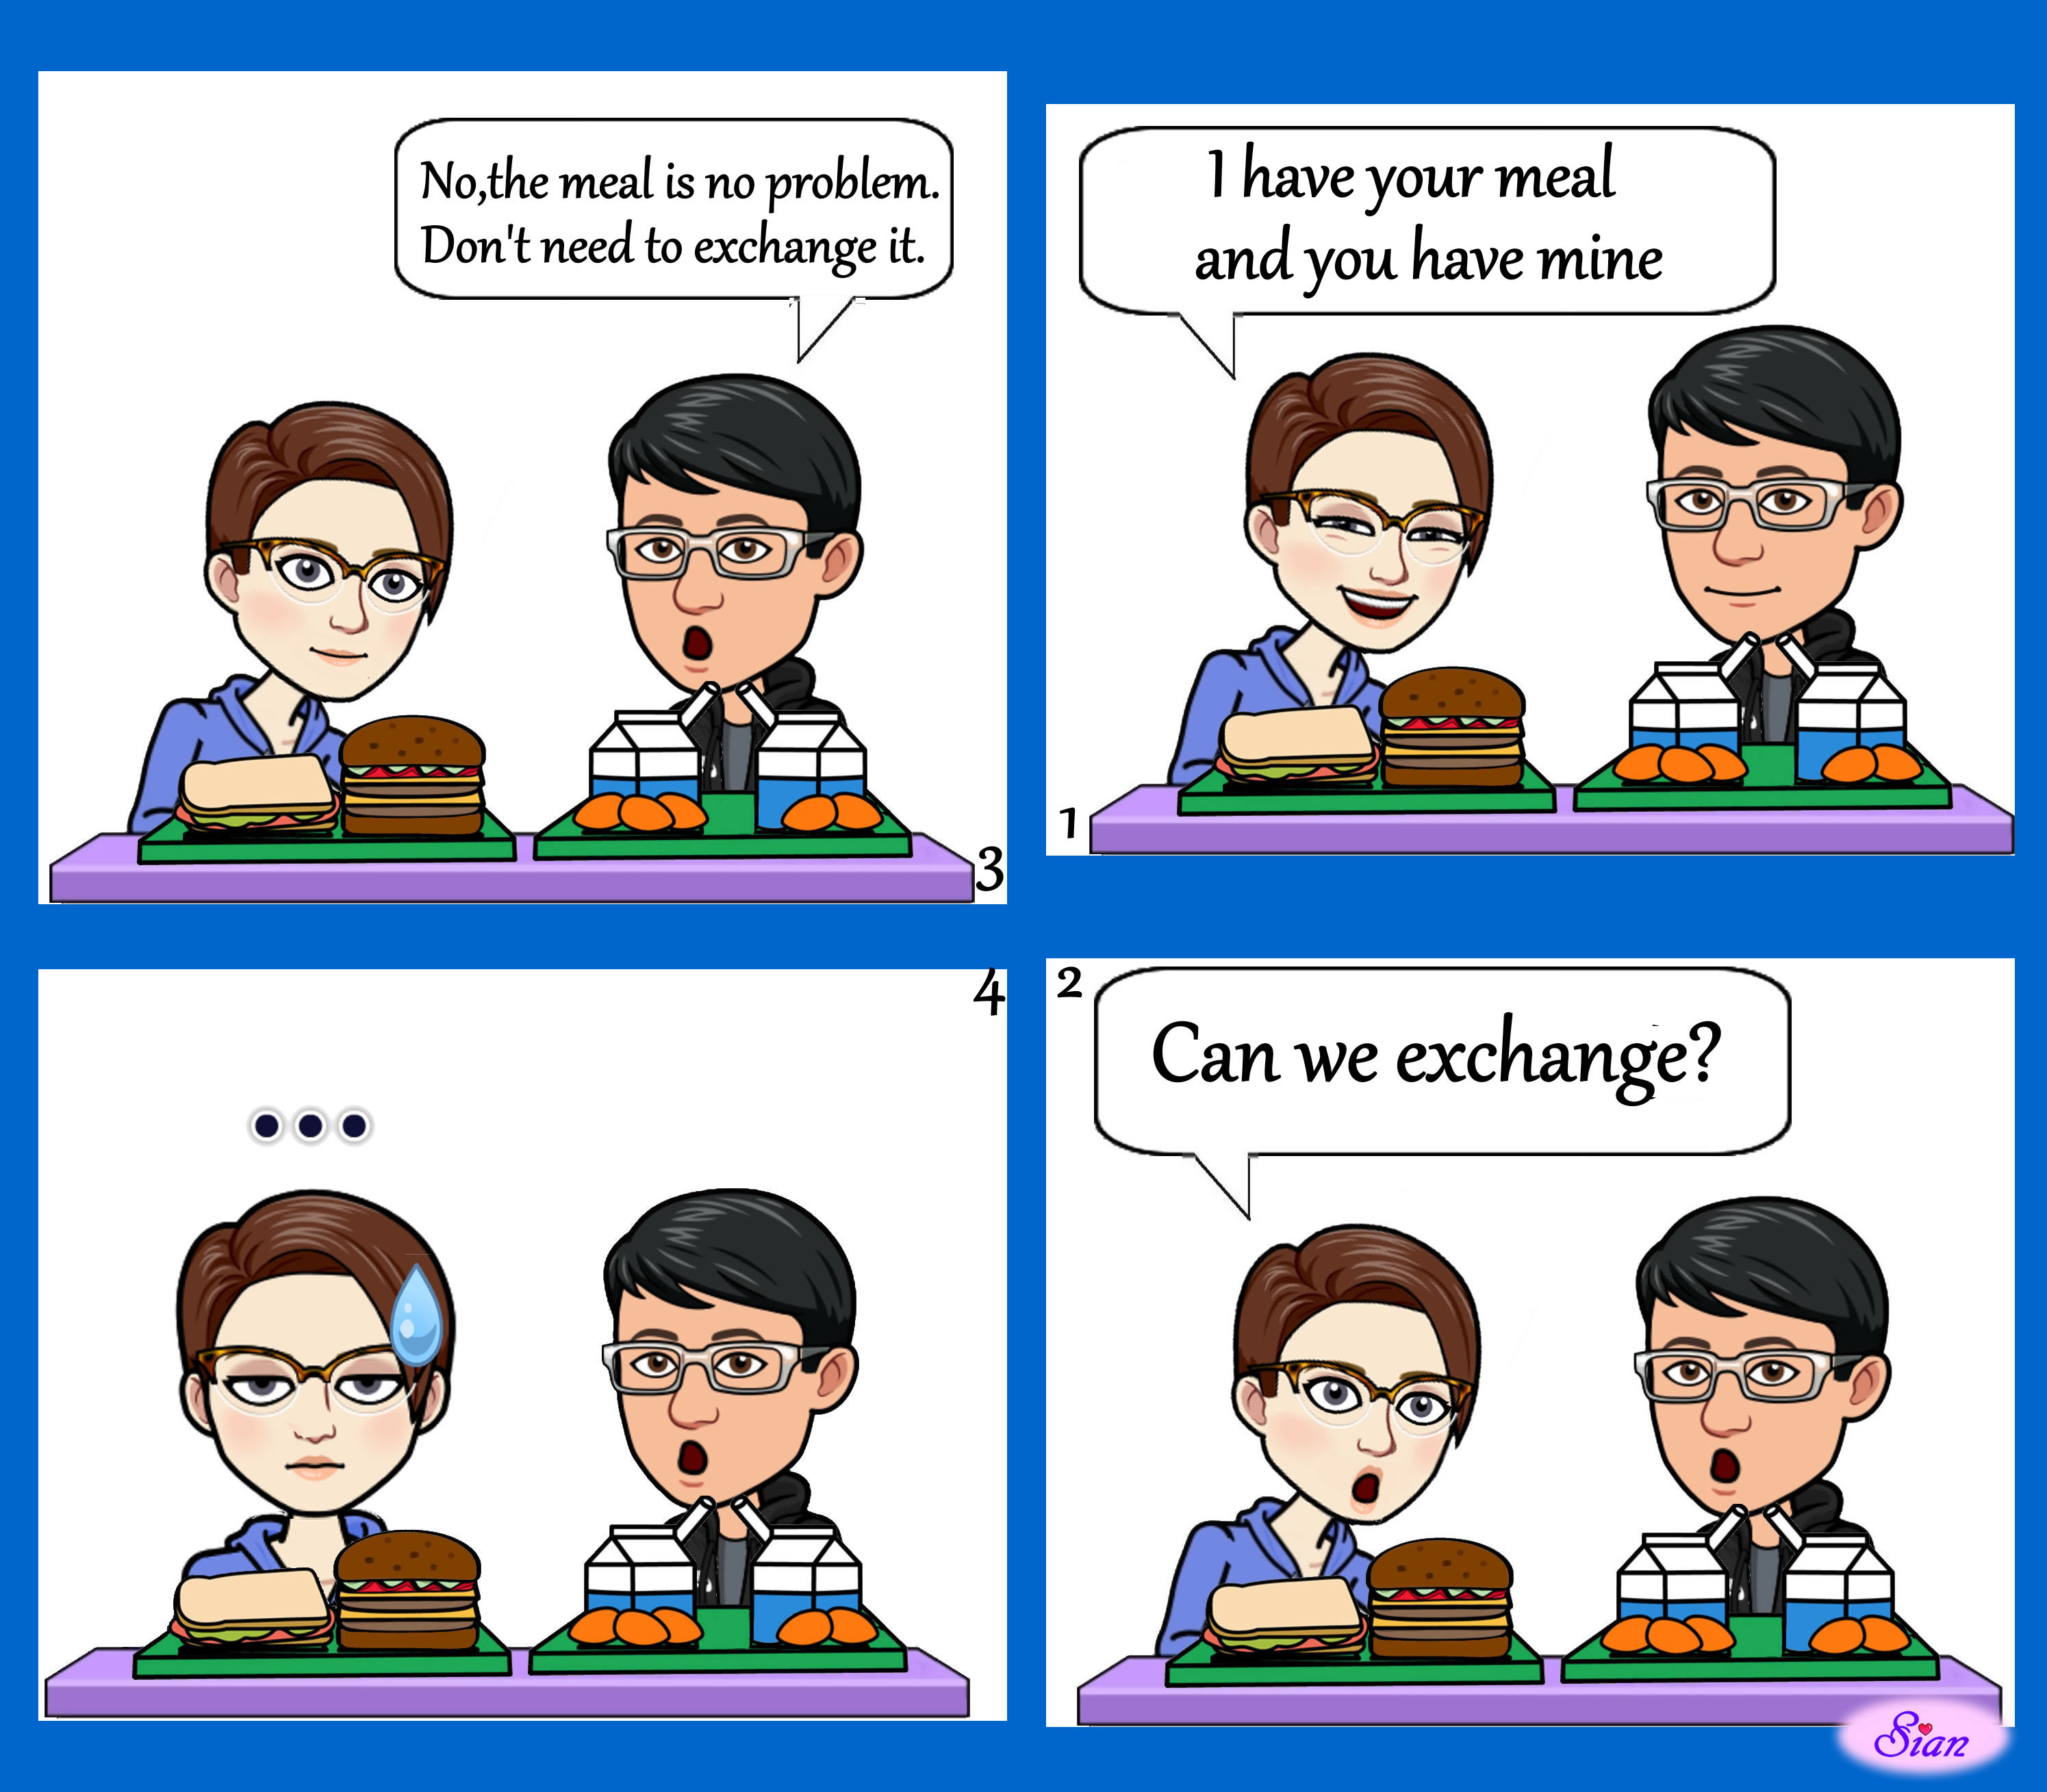 1
I have your meal
and you have mine
2
Can we exchange?
3
No,the meal is no problem.
Don't need to exchange it.
4
Sian